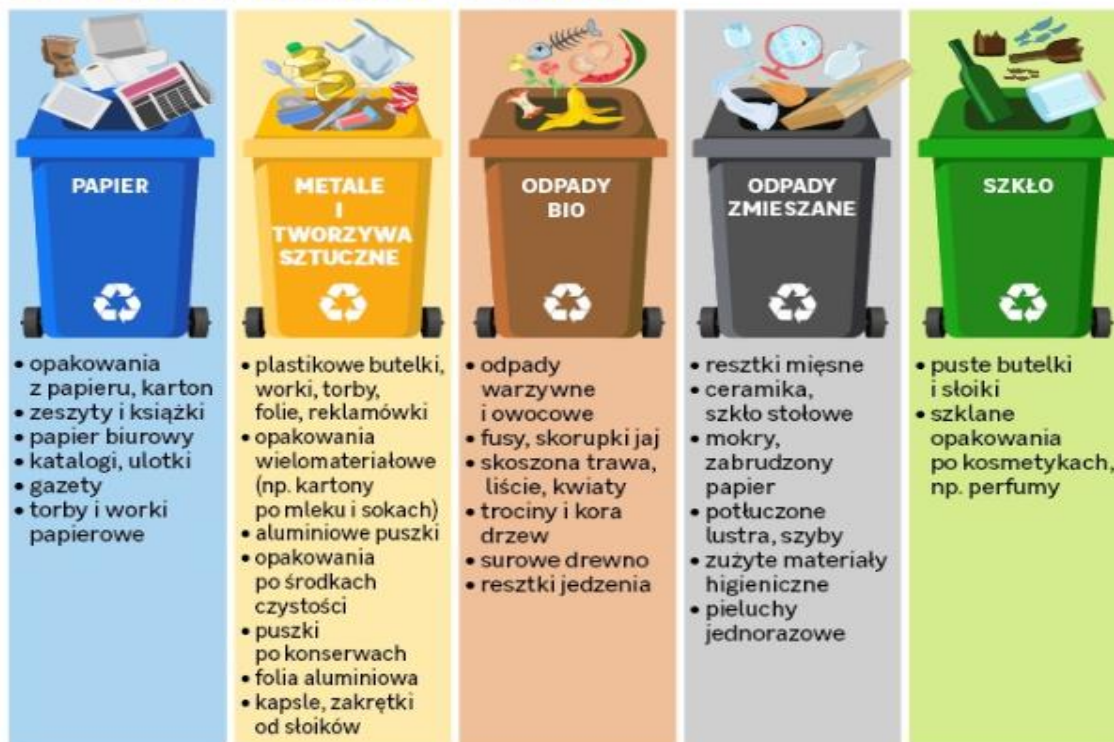 PAPIER
• opakowania
z papieru, karton
• zeszyty i książki
• papier biurowy
• katalogi, ulotki
• gazety
• torby i worki
papierowe
METALE
I
TWORZYWA
SZTUCZNE
• plastikowe butelki,
worki, torby,
folie, reklamówki
• opakowania
wielomateriałowe
(np. kartony
po mleku i sokach)
• aluminiowe puszki
• opakowania
po środkach
czystości
• puszki
po konserwach
• folia aluminiowa
• kapsle, zakrętki
od słoików
ODPADY
BIO
• odpady
warzywne
i owocowe
• fusy, skorupki jaj
• skoszona trawa,
liście, kwiaty
• trociny i kora
drzew
• surowe drewno
• resztki jedzenia
ODPADY
ZMIESZANE
• resztki mięsne
• ceramika,
szkło stołowe
• mokry,
zabrudzony
papier
• potłuczone
lustra, szyby
• zużyte materiały
higieniczne
• pieluchy
jednorazowe
SZKŁO
• puste butelki
i słoiki
• szklane
opakowania
po kosmetykach,
np. perfumy